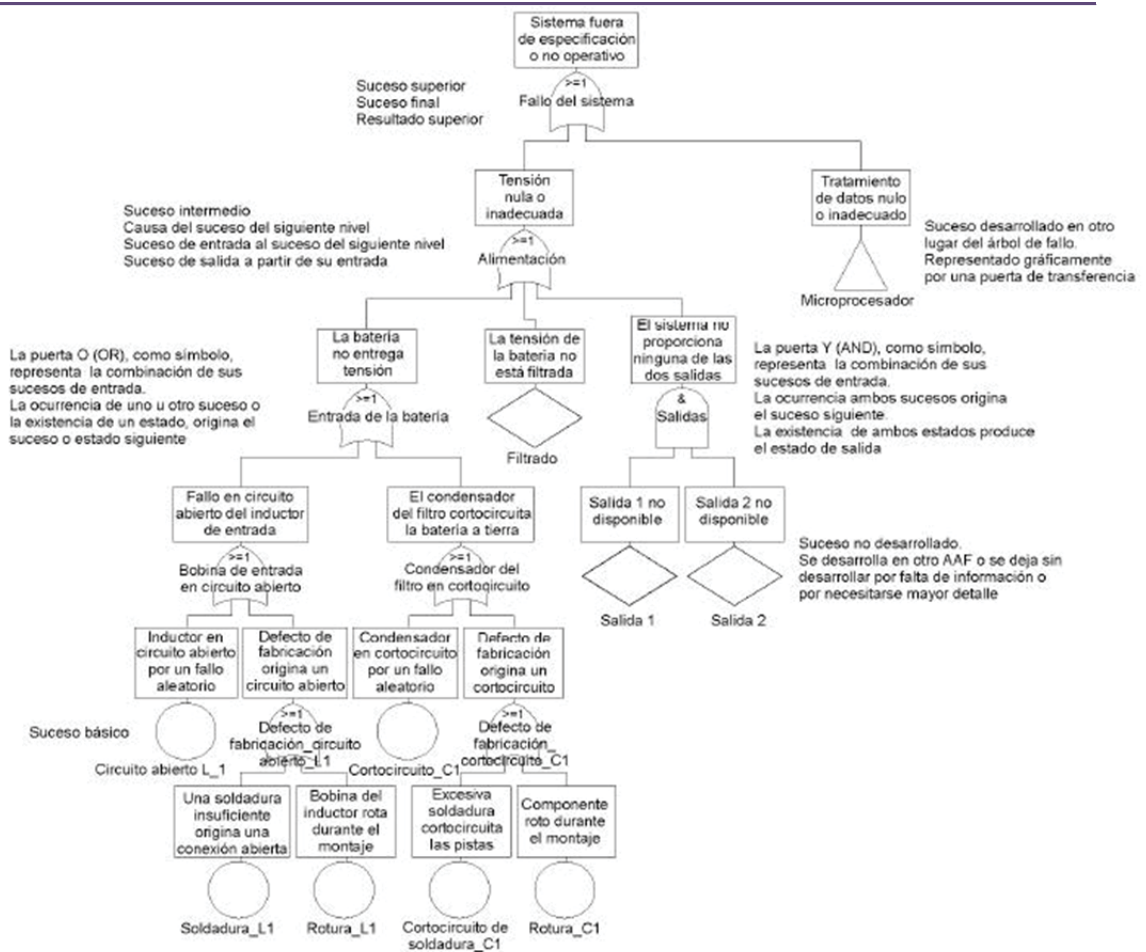 Sistema fuera
de especificación
o no operativo
>=1
Fallo del sistema
Suceso superior
Suceso final
Resultado superior
Tensión
nula o
inadecuada
Tratamiento
de datos nulo
o inadecuado
Suceso intermedio
Causa del suceso del siguiente nivel
Suceso de entrada al suceso del siguiente nivel
Suceso de salida a partir de su entrada
>=1
Alimentación
Suceso desarrollado en otro
lugar del árbol de fallo.
Representado gráficamente
por una puerta de transferencia
Microprocesador
La puerta O (OR), como símbolo,
representa la combinación de sus
sucesos de entrada.
La ocurrencia de uno u otro suceso o
la existencia de un estado, origina el
suceso o estado siguiente
La batería
no entrega
tensión
>=1
Entrada de la batería
La tensión de
la batería no
está filtrada
Filtrado
El sistema no
proporciona
ninguna de las
dos salidas
&
Salidas
La puerta Y (AND), como símbolo,
representa la combinación de sus
sucesos de entrada.
La ocurrencia ambos sucesos origina
el suceso siguiente.
La existencia de ambos estados produce
el estado de salida
Fallo en circuito
abierto del inductor
de entrada
>=1
Bobina de entrada
en circuito abierto
El condensador
del filtro cortocircuita
la batería a tierra
>=1
Condensador del
filtro en cortocircuito
Salida 1 no
disponible
Salida 1
Salida 2 no
disponible
Salida 2
Suceso no desarrollado.
Se desarrolla en otro AAF o se deja sin
desarrollar por falta de información o
por necesitarse mayor detalle
Inductor en
circuito abierto
por un fallo
aleatorio
Defecto de
fabricación
origina un
circuito abierto
Condensador
en cortocircuito
por un fallo
aleatorio
Defecto de
fabricación
origina un
cortocircuito
Suceso básico
Circuito abierto L_1
>=1
Defecto de
fabricación_circuito
abierto_L1
Cortocircuito_C1
>=1
Defecto de
fabricación_
cortocircuito_C1
Una soldadura
insuficiente
origina una
conexión abierta
Bobina del
inductor rota
durante el
montaje
Excesiva
soldadura
cortocircuita
las pistas
Componente
roto durante
el montaje
Soldadura_L1
Rotura_L1
Cortocircuito de
soldadura_C1
Rotura_C1